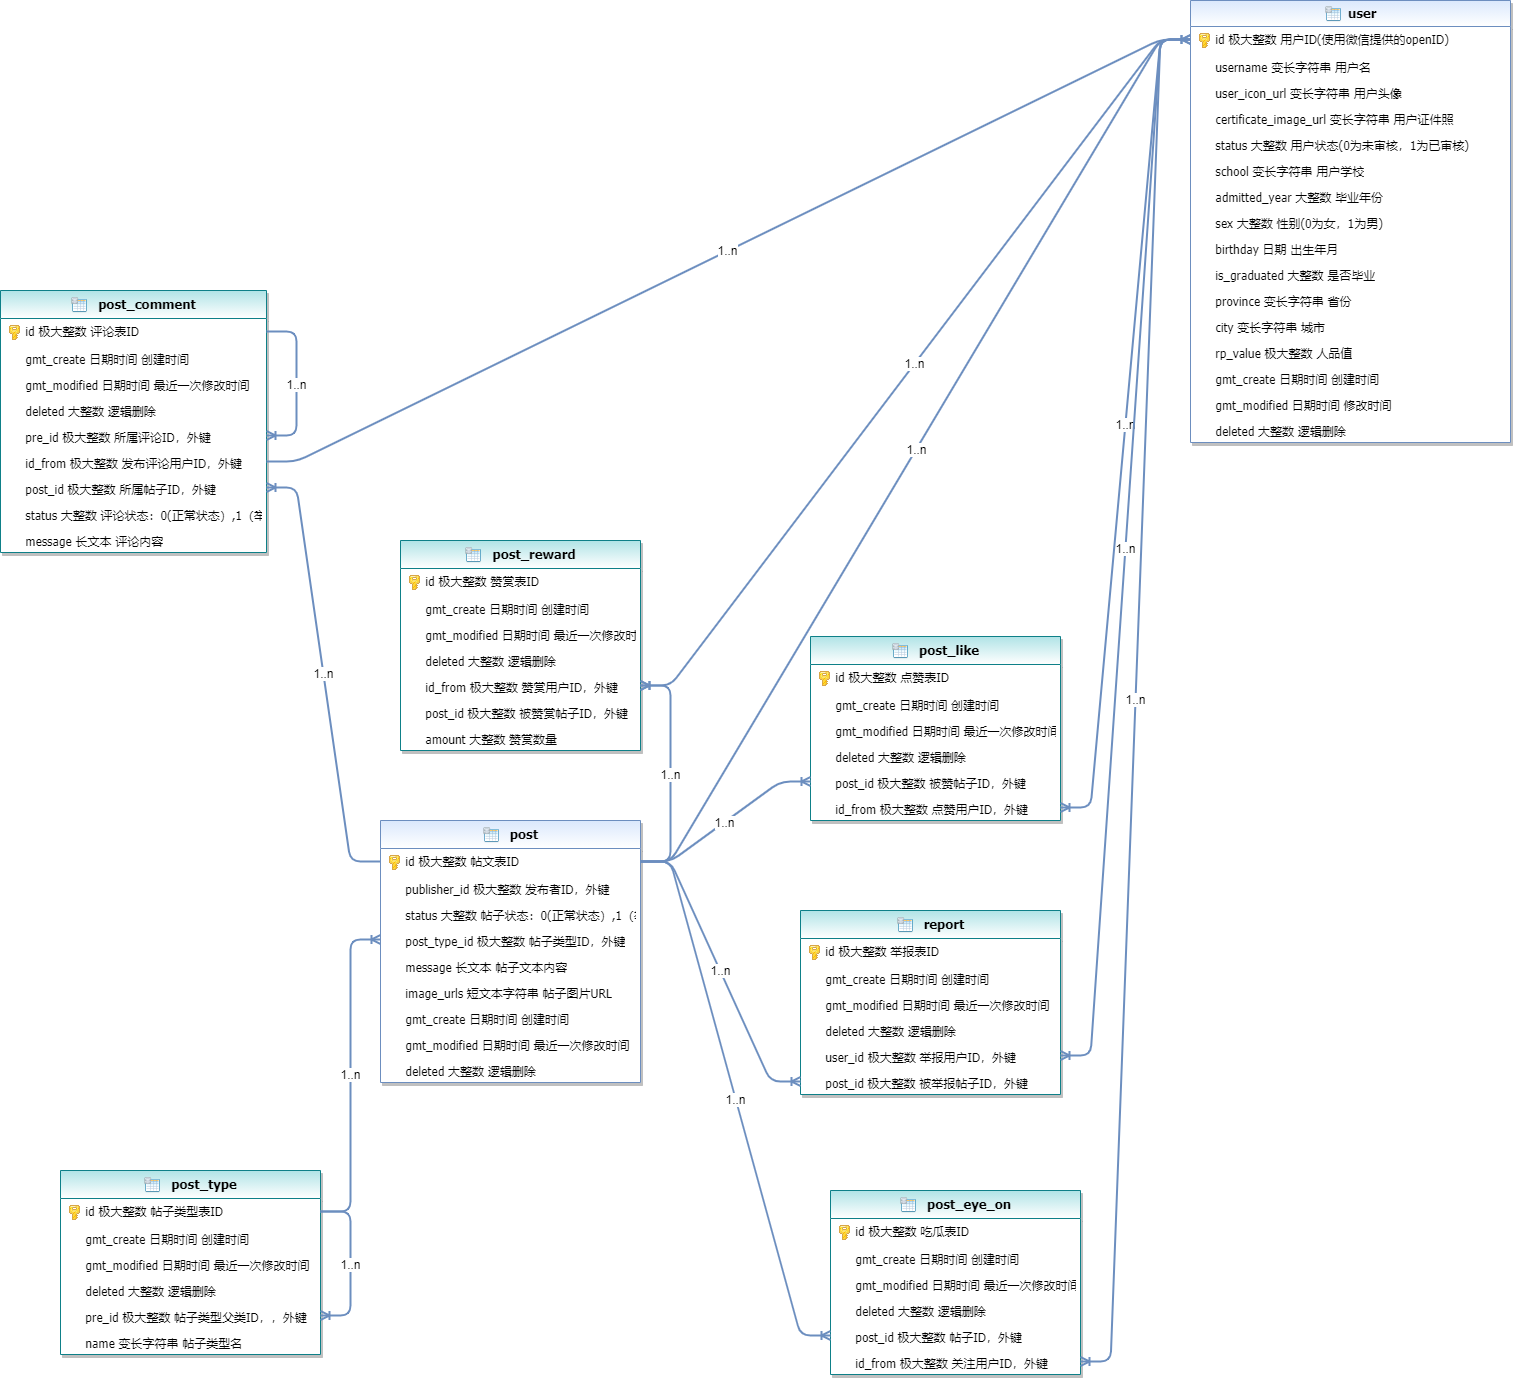 user
id 极大整数 用户ID(使用微信提供的openID)
username 变长字符串 用户名
user_icon_url 变长字符串 用户头像
certificate_image_url 变长字符串 用户证件照
status 大整数 用户状态(0为未审核，1为已审核)
school 变长字符串 用户学校
admitted_year 大整数 毕业年份
sex 大整数 性别(0为女，1为男)
birthday 日期 出生年月
is_graduated 大整数 是否毕业
province 变长字符串 省份
city 变长字符串 城市
rp_value 极大整数 人品值
gmt_create 日期时间 创建时间
gmt_modified 日期时间 修改时间
deleted 大整数 逻辑删除
1..n
post_comment
id 极大整数 评论表ID
gmt_create 日期时间 创建时间
gmt_modified 日期时间 最近一次修改时间
deleted 大整数 逻辑删除
pre_id 极大整数 所属评论ID，外键
id_from 极大整数 发布评论用户ID，外键
post_id 极大整数 所属帖子ID，外键
status 大整数 评论状态：0(正常状态）,1（
message 长文本 评论内容
1..n
1..n
1..n
1..n
1..n
post_reward
id 极大整数 赞赏表ID
gmt_create 日期时间 创建时间
gmt_modified 日期时间 最近一次修改时
deleted 大整数 逻辑删除
id_from 极大整数 赞赏用户ID，外键
post_id 极大整数 被赞赏帖子ID，外键
amount 大整数 赞赏数量
1..n
1..n
post_like
id 极大整数 点赞表ID
gmt_create 日期时间 创建时间
gmt_modified 日期时间 最近一次修改时间
deleted 大整数 逻辑删除
post_id 极大整数 被赞帖子ID，外键
id_from 极大整数 点赞用户ID，外键
1..n
1..n
1..n
post
id 极大整数 帖文表ID
publisher_id 极大整数 发布者ID，外键
status 大整数 帖子状态：0(正常状态）,1（
post_type_id 极大整数 帖子类型ID，外键
message 长文本 帖子文本内容
image_urls 短文本字符串 帖子图片URL
gmt_create 日期时间 创建时间
gmt_modified 日期时间 最近一次修改时间
deleted 大整数 逻辑删除
report
id 极大整数 举报表ID
gmt_create 日期时间 创建时间
gmt_modified 日期时间 最近一次修改时间
deleted 大整数 逻辑删除
user_id 极大整数 举报用户ID，外键
post_id 极大整数 被举报帖子ID，外键
1..n
1..n
1..n
post_type
id 极大整数 帖子类型表ID
gmt_create 日期时间 创建时间
gmt_modified 日期时间 最近一次修改时间
deleted 大整数 逻辑删除
pre_id 极大整数 帖子类型父类ID，，外键
name 变长字符串 帖子类型名
1..n
post_eye_on
id 极大整数 吃瓜表ID
gmt_create 日期时间 创建时间
gmt_modified 日期时间 最近一次修改时间
deleted 大整数 逻辑删除
post_id 极大整数 帖子ID，外键
id_from 极大整数 关注用户ID，外键